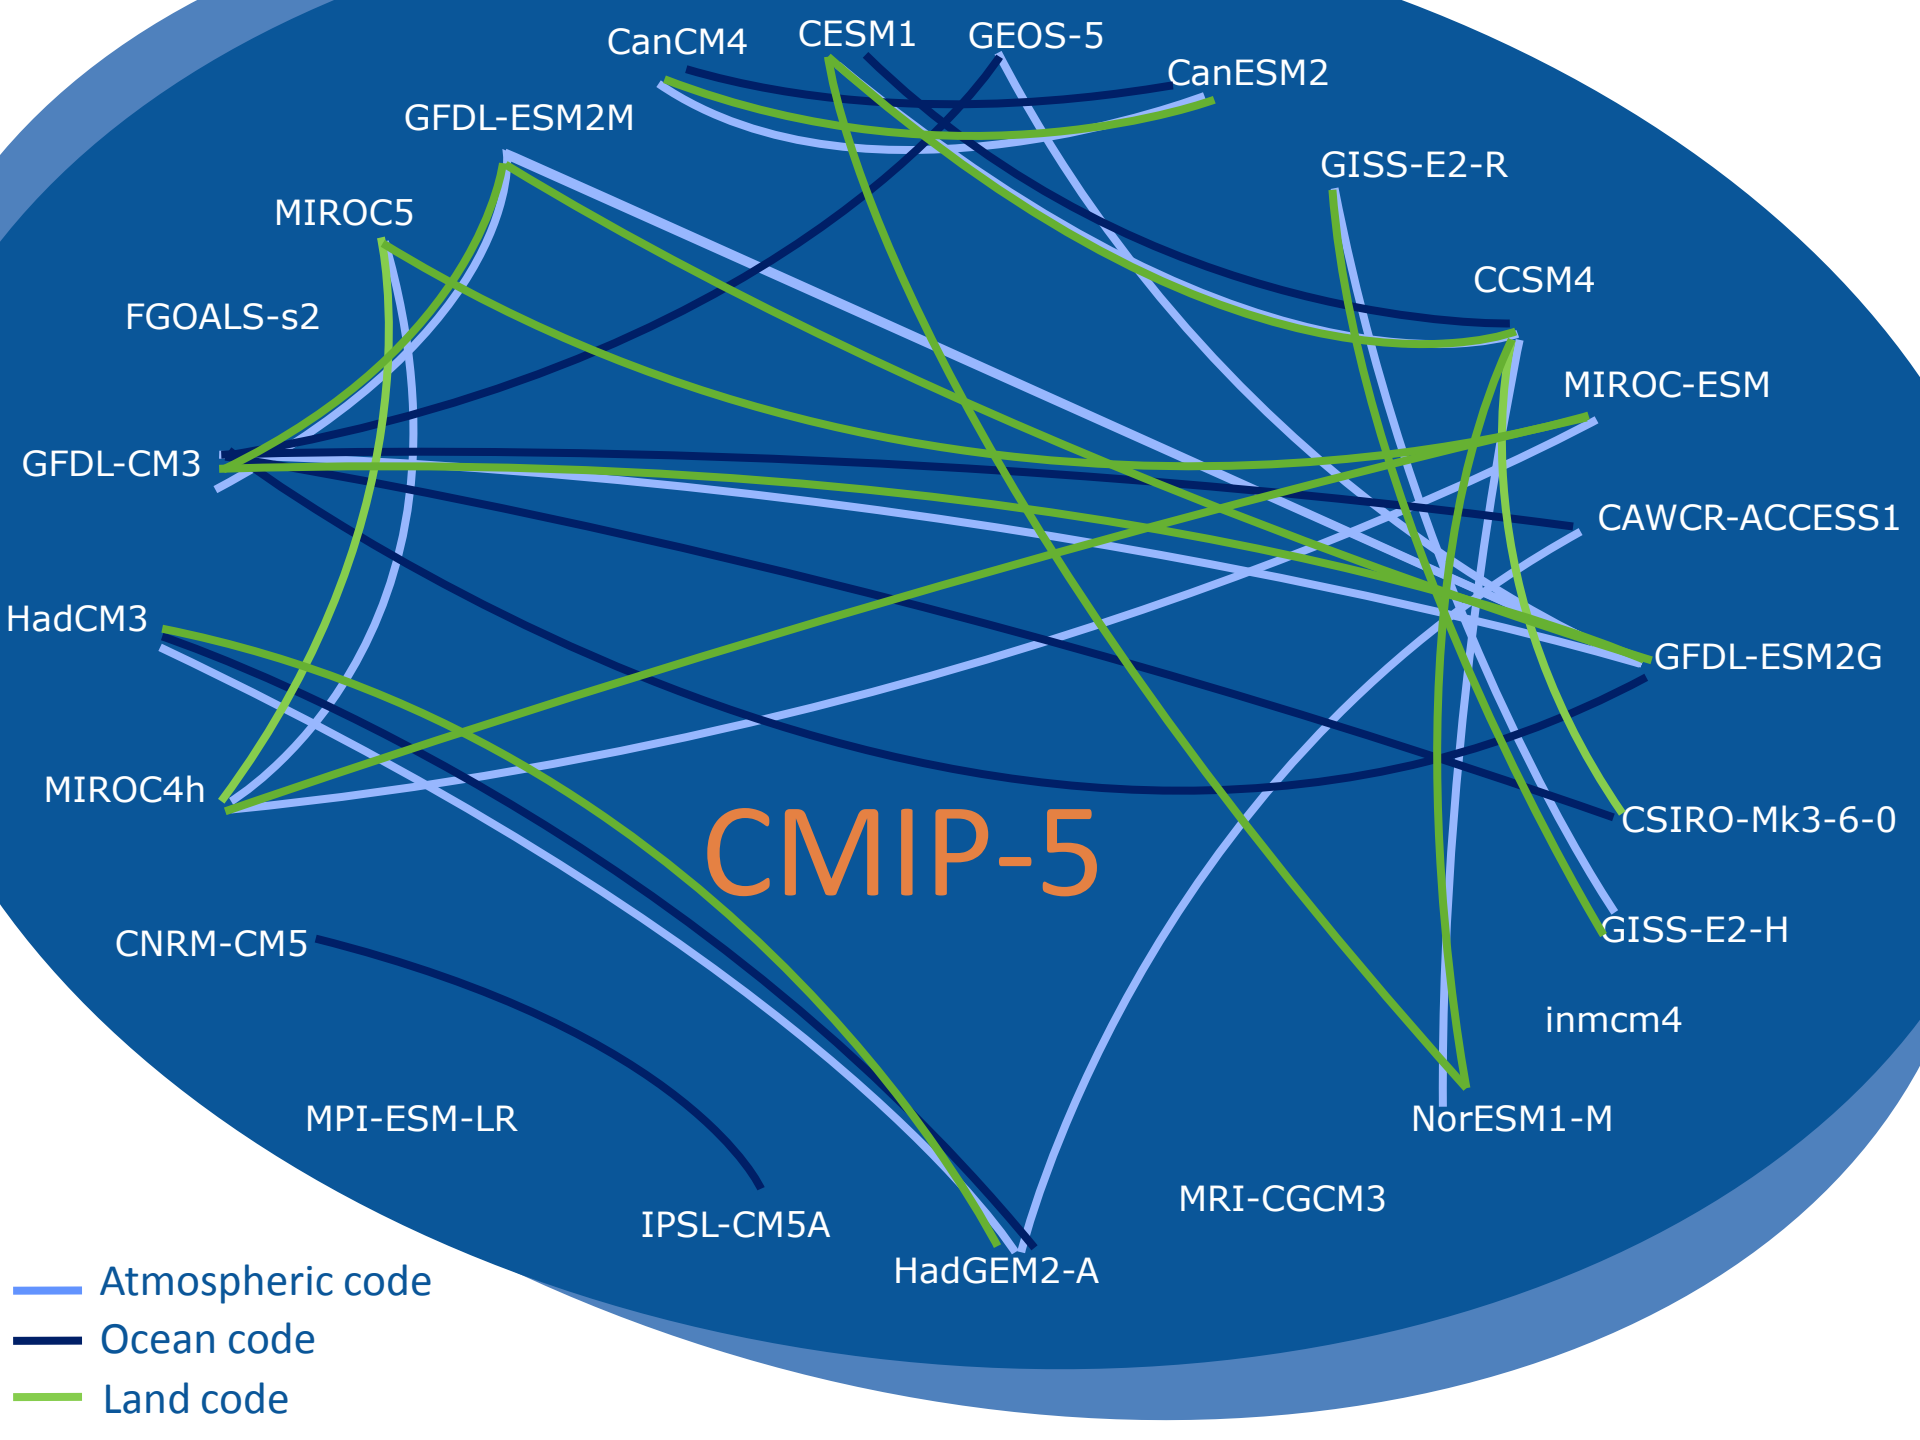 CanCM4
CESM1
GEOS-5
CanESM2
GFDL-ESM2M
GISS-E2-R
MIROC5
CCSM4
FGOALS-s2
MIROC-ESM
GFDL-CM3
CAWCR-ACCESS1
HadCM3
GFDL-ESM2G
MIROC4h
CSIRO-Mk3-6-0
CMIP-5
CNRM-CM5
GISS-E2-H
inmcm4
MPI-ESM-LR
NorESM1-M
MRI-CGCM3
IPSL-CM5A
HadGEM2-A
Atmospheric code
Ocean code
Land code